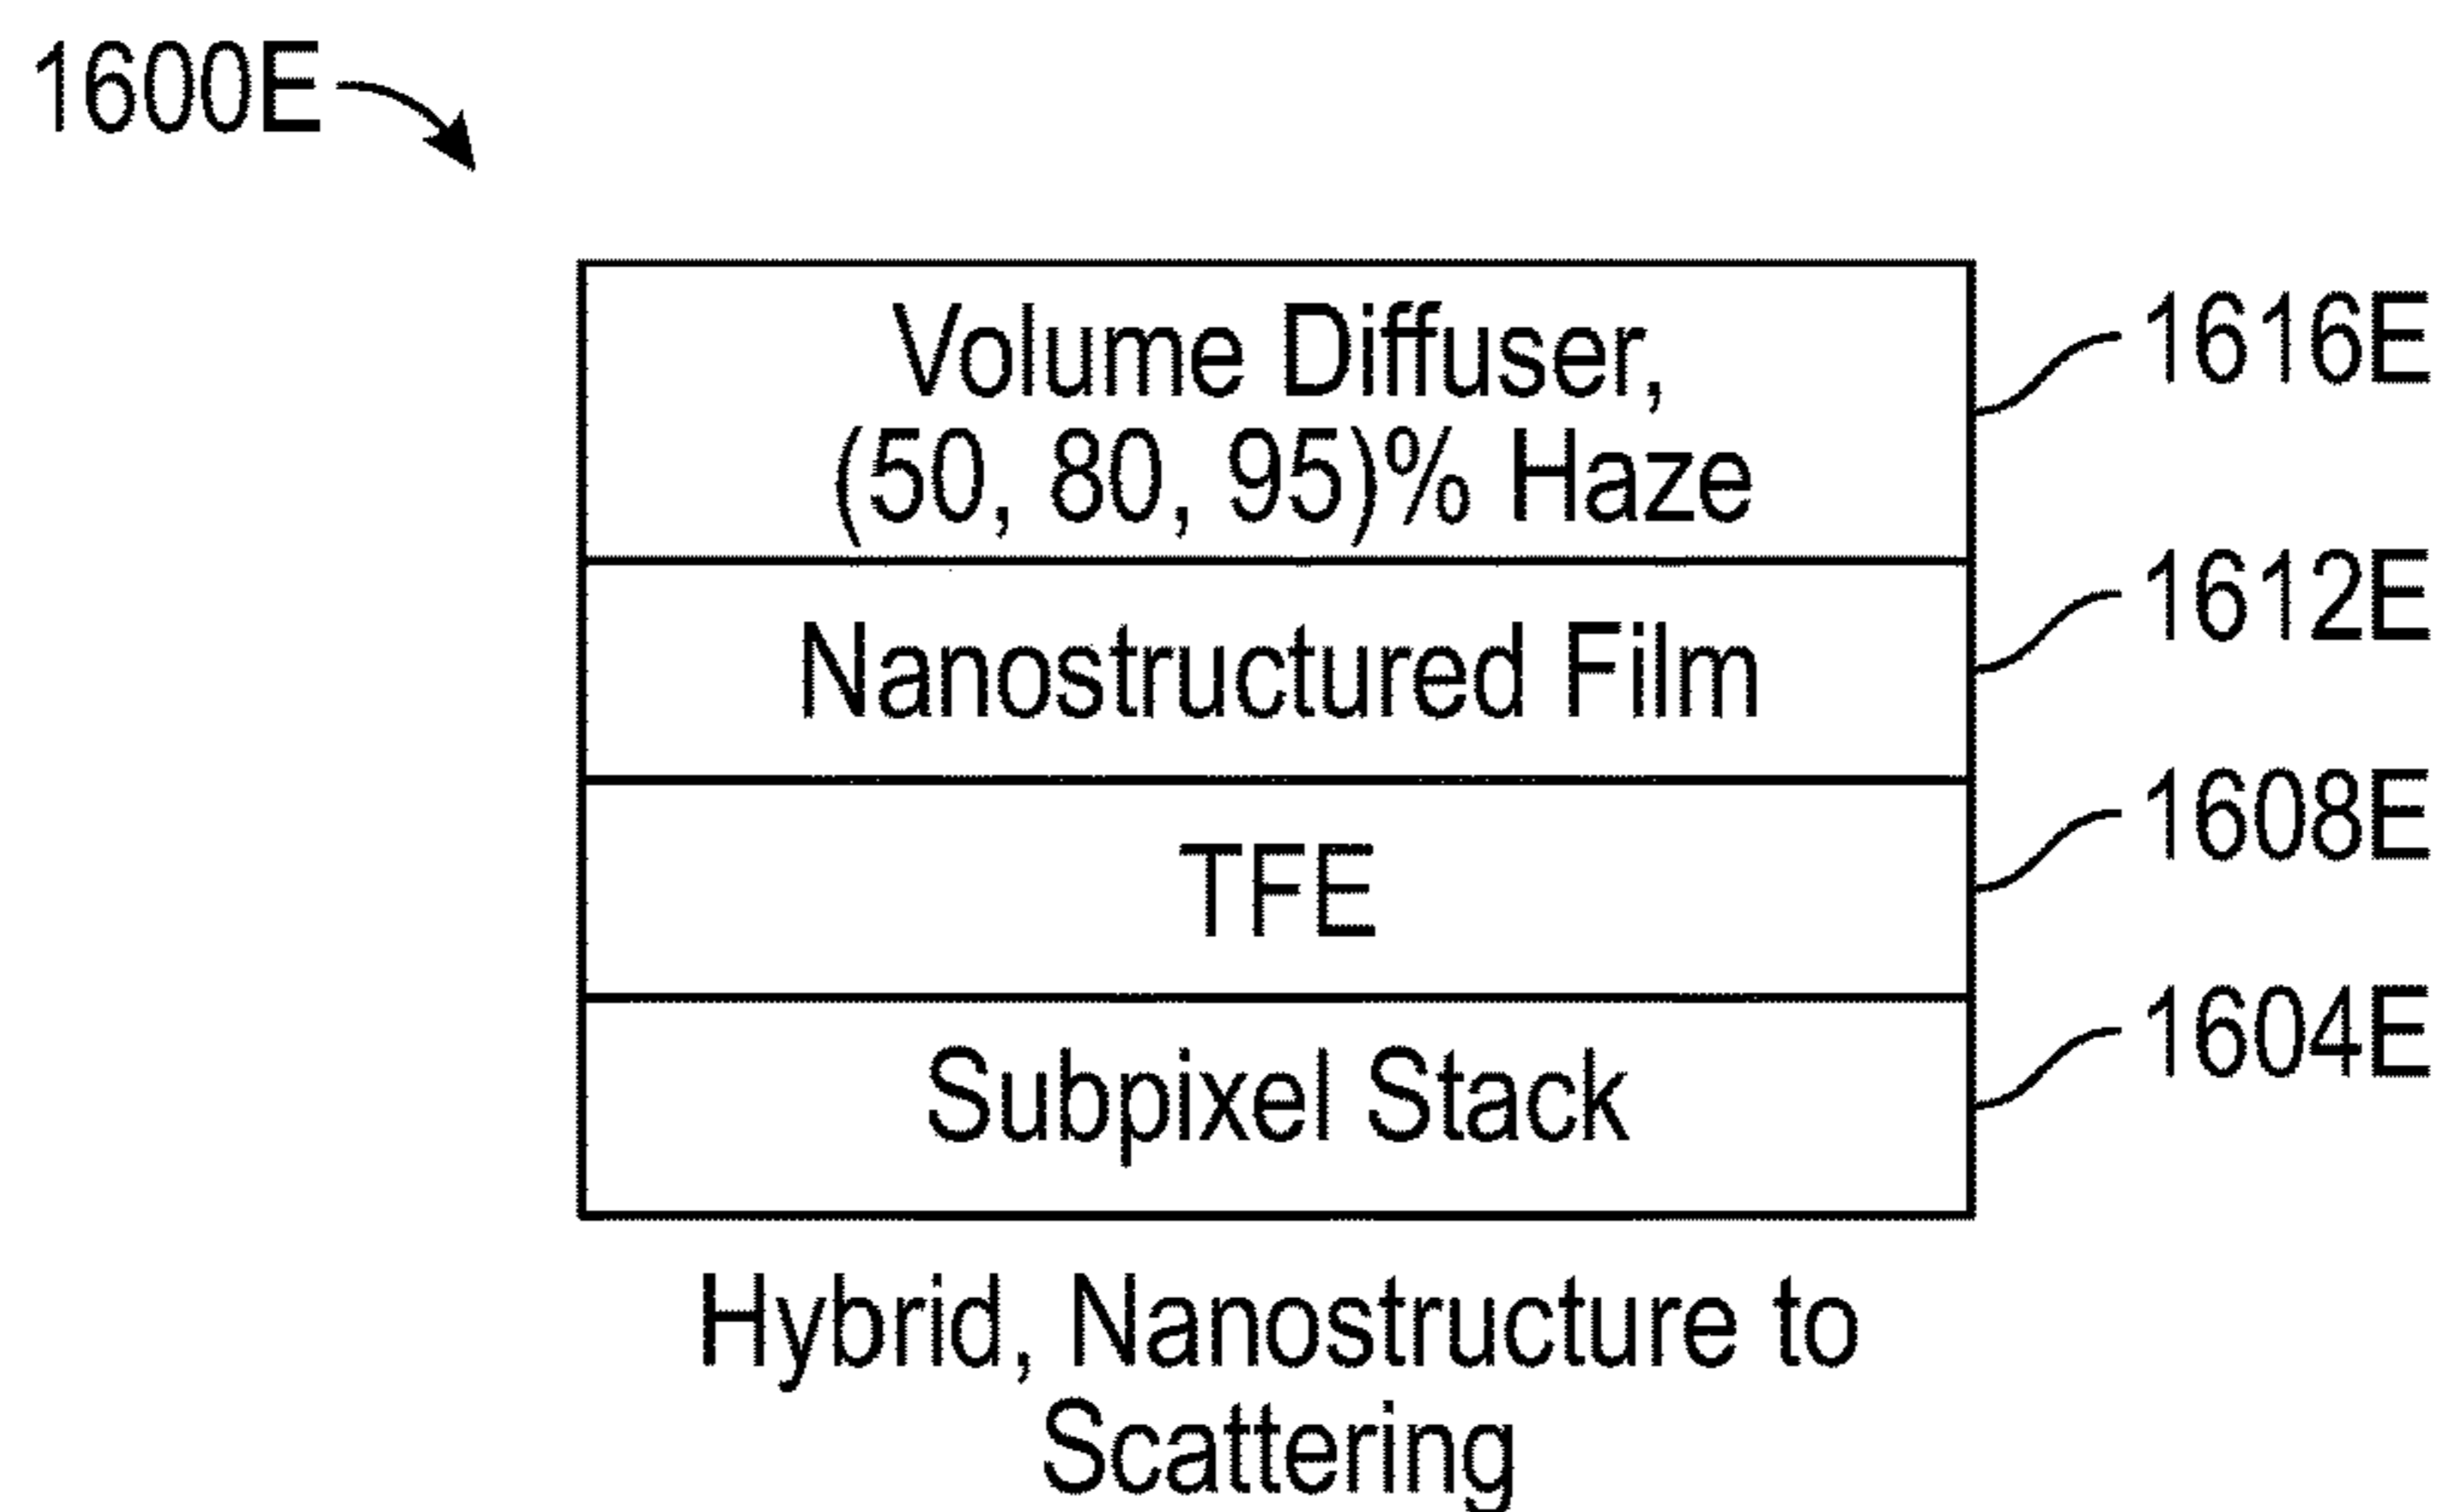 1600E
Volume Diffuser,
(50, 80, 95)% Haze
1616E
Nanostructured Film
1612E
TFE
1608E
Subpixel Stack
1604E
Hybrid, Nanostructure to
Scattering